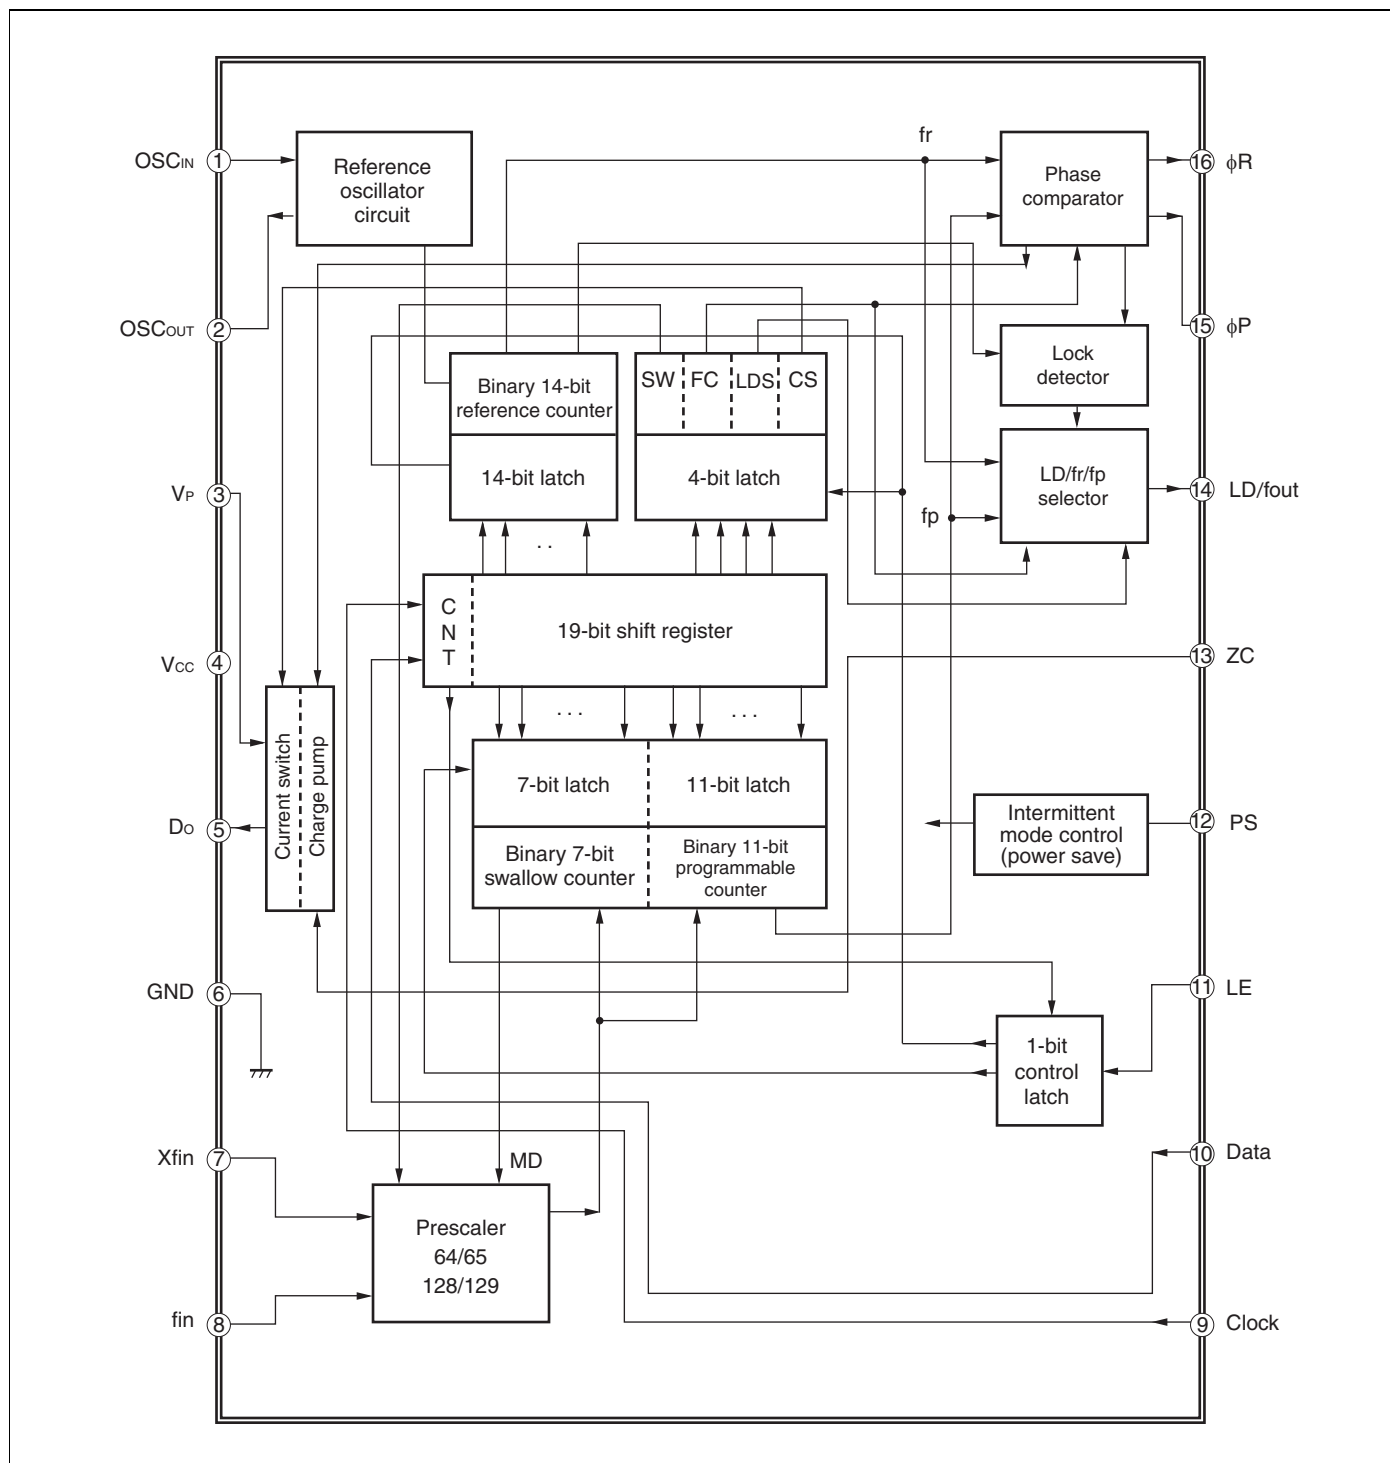 fr
OSCIN
1
Reference
oscillator
circuit
Phase
comparator
16
ϕR
OSCOUT
2
15
ϕP
Lock
detector
Binary 14-bit
reference counter
SW
FC
LDS
CS
14-bit latch
4-bit latch
LD/fr/fp
selector
14
LD/fout
VP
3
fp
. .
C
N
T
19-bit shift register
VCC
4
13
ZC
. . .
. . .
Current switch
Charge pump
7-bit latch
11-bit latch
DO
5
Intermittent
mode control
(power save)
12
PS
Binary 7-bit
swallow counter
Binary 11-bit
programmable
counter
GND
6
11
LE
1-bit
control
latch
Xfin
7
MD
10
Data
Prescaler
64/65
128/129
fin
8
9
Clock